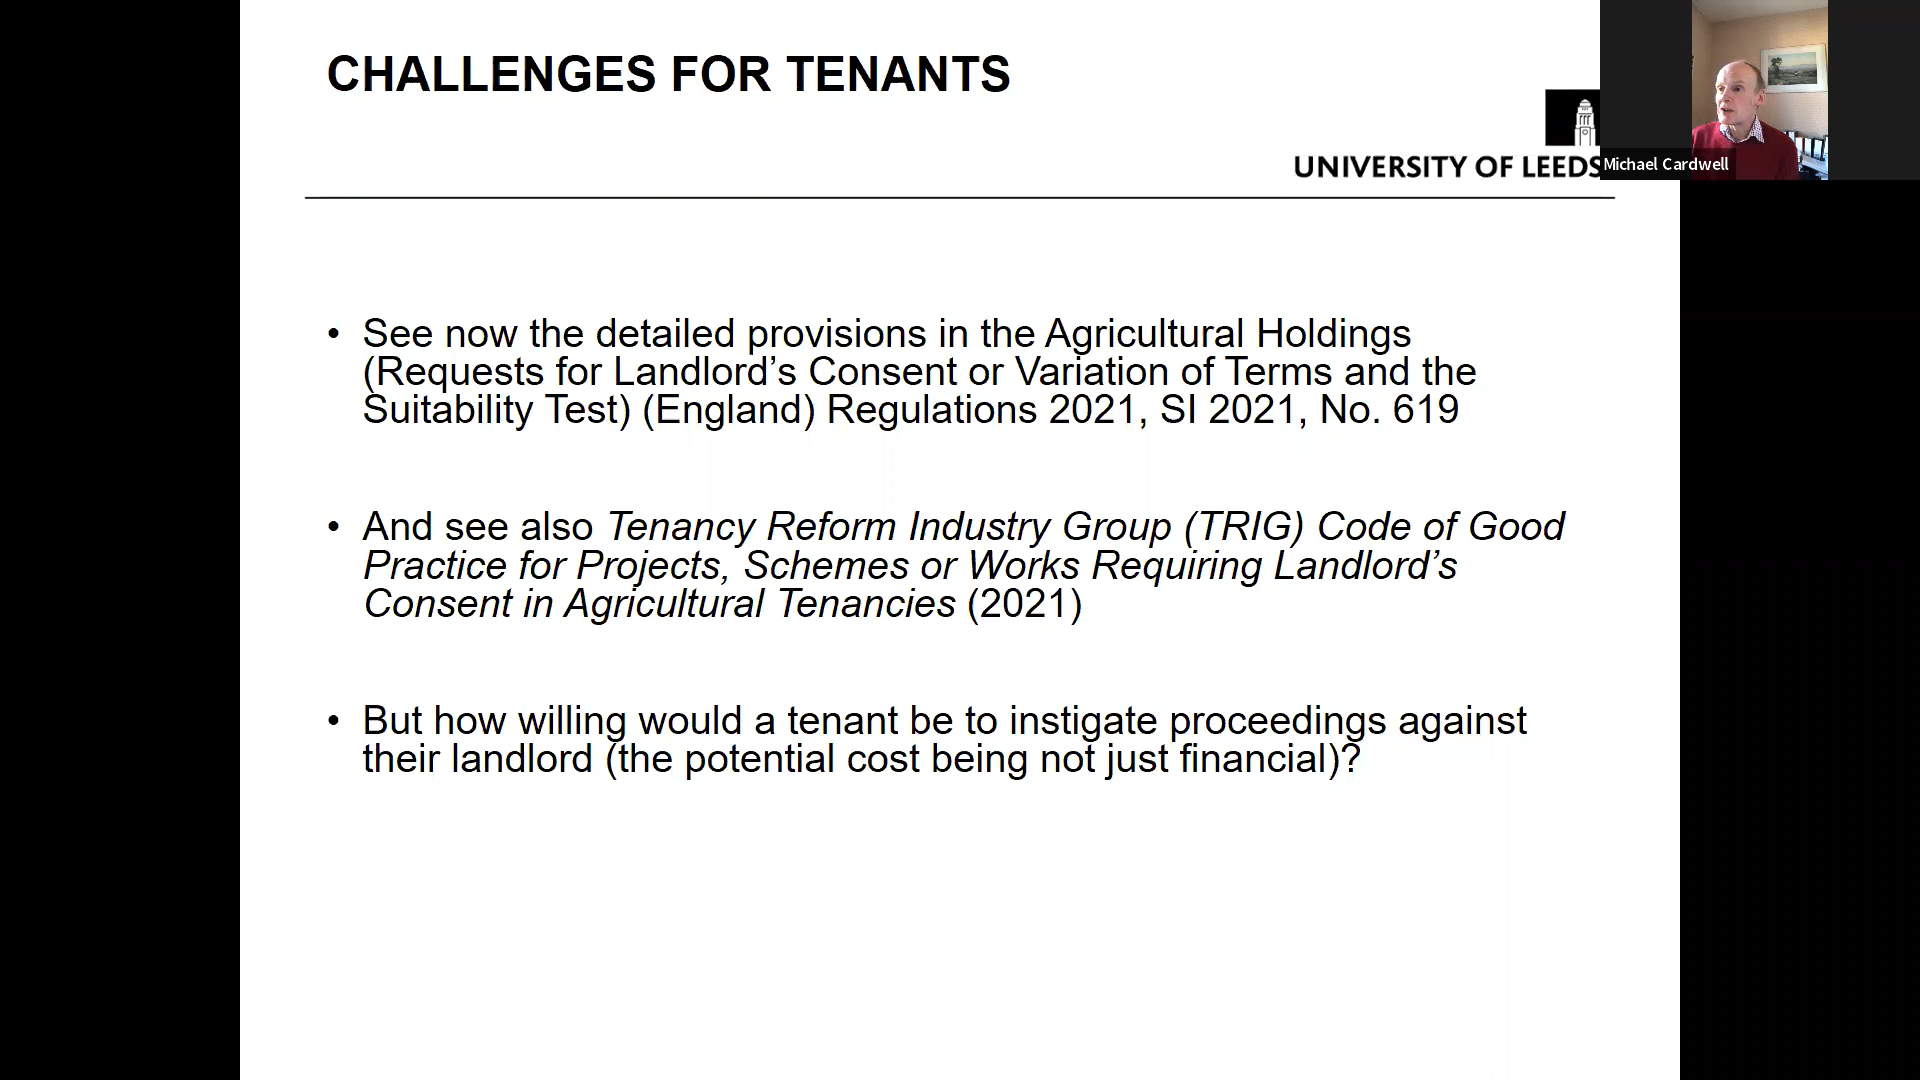 CHALLENGES FOR TENANTS
UNIVERSITY OF LEEDS
Michael Cardwell
• See now the detailed provisions in the Agricultural Holdings
(Requests for Landlord’s Consent or Variation of Terms and the
Suitability Test) (England) Regulations 2021, SI 2021, No. 619
• And see also Tenancy Reform Industry Group (TRIG) Code of Good
Practice for Projects, Schemes or Works Requiring Landlord’s
Consent in Agricultural Tenancies (2021)
• But how willing would a tenant be to instigate proceedings against
their landlord (the potential cost being not just financial)?